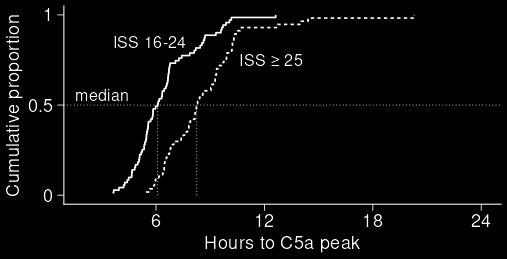 1
ISS 16-24
ISS ≥ 25
median
0.5
0
6
12
18
24
Hours to C5a peak
Cumulative proportion